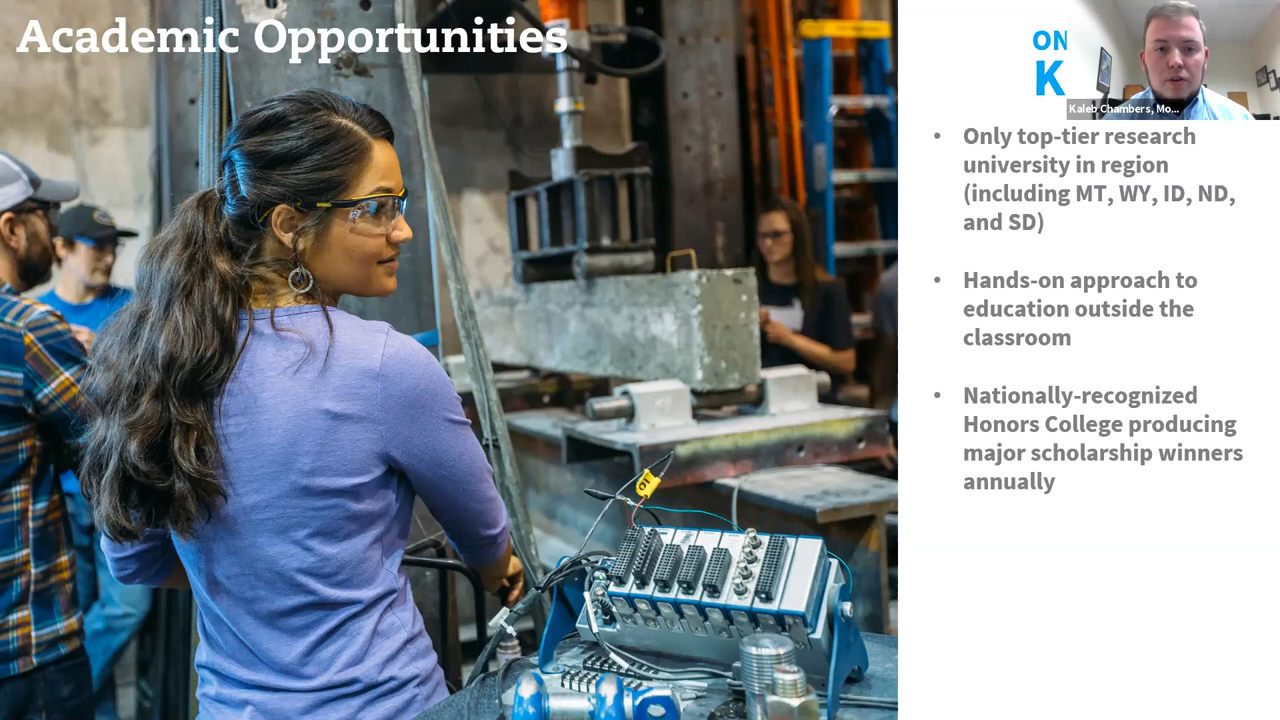 Academic Opportunities
ON
K
Kaleb Chambers, Mo...
• Only top-tier research
university in region
(including MT, WY, ID, ND,
and SD)
• Hands-on approach to
education outside the
classroom
• Nationally-recognized
Honors College producing
major scholarship winners
annually